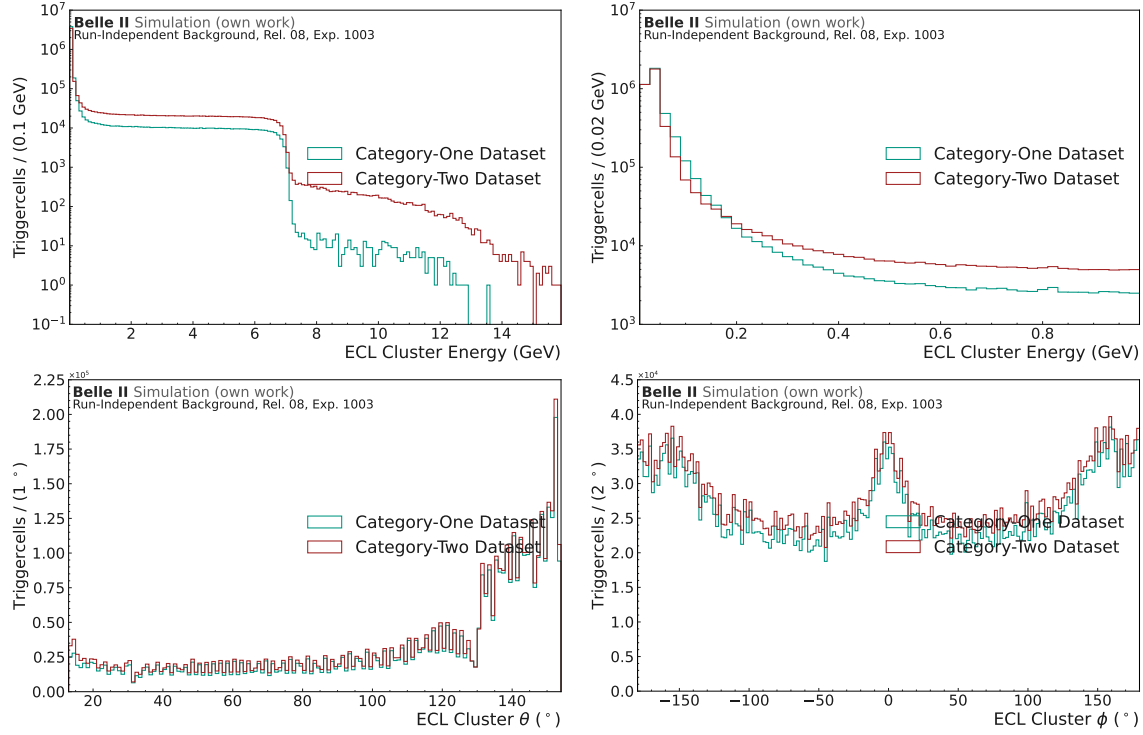 Belle II Simulation (own work)
Run-Independent Background, Rel. 08, Exp. 1003
10⁷
10⁶
10⁵
10⁴
10³
10²
10¹
10⁰
10⁻¹
Triggercells / (0.1 GeV)
Category-One Dataset
Category-Two Dataset
2 4 6 8 10 12 14
ECL Cluster Energy (GeV)
Belle II Simulation (own work)
Run-Independent Background, Rel. 08, Exp. 1003
10⁷
10⁶
10⁵
10⁴
10³
Triggercells / (0.02 GeV)
Category-One Dataset
Category-Two Dataset
0.2 0.4 0.6 0.8
ECL Cluster Energy (GeV)
×10⁵
Belle II Simulation (own work)
Run-Independent Background, Rel. 08, Exp. 1003
2.25
2.00
1.75
1.50
1.25
1.00
0.75
0.50
0.25
0.00
Triggercells / (1 °)
Category-One Dataset
Category-Two Dataset
20 40 60 80 100 120 140
ECL Cluster θ (°)
×10⁴
Belle II Simulation (own work)
Run-Independent Background, Rel. 08, Exp. 1003
4.5
4.0
3.5
3.0
2.5
2.0
1.5
1.0
0.5
0.0
Triggercells / (2 °)
Category-One Dataset
Category-Two Dataset
−150 −100 −50 0 50 100 150
ECL Cluster ϕ (°)